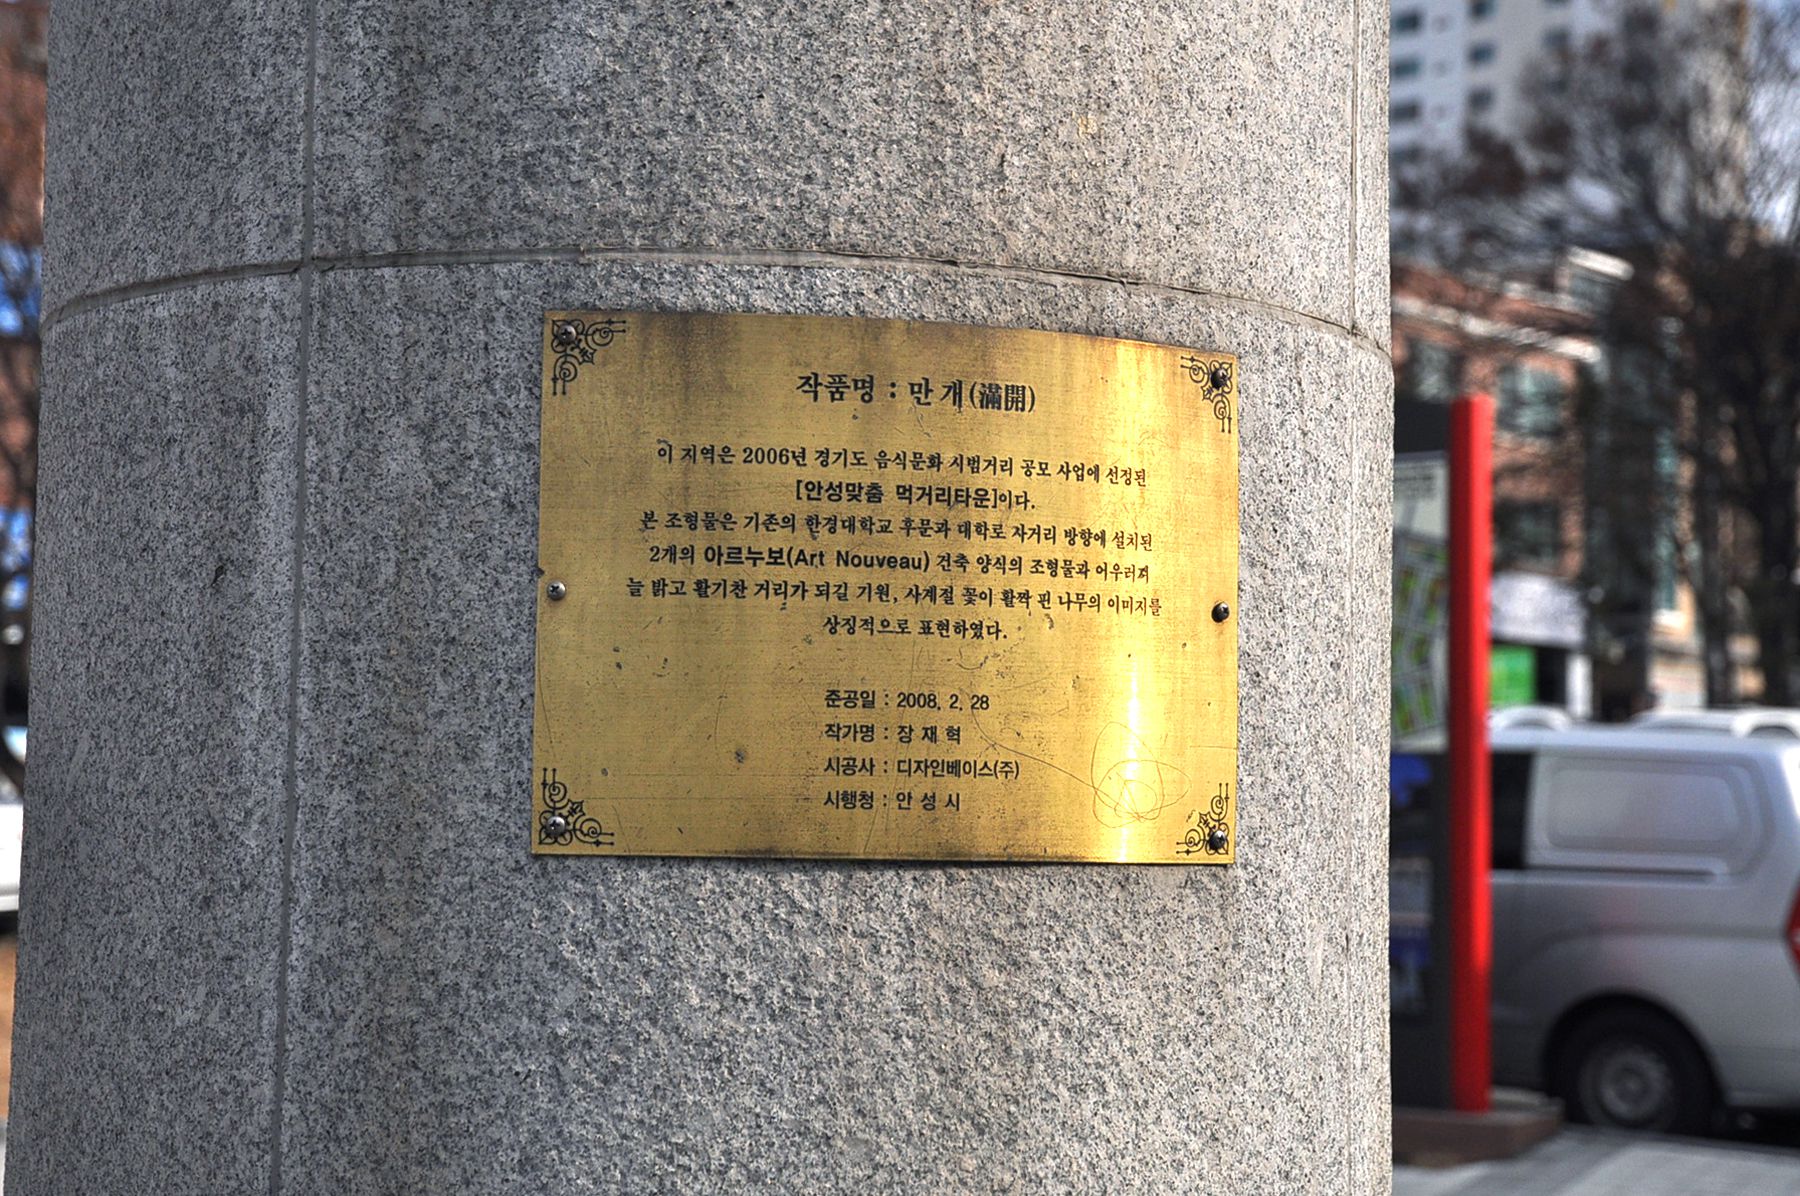 작품명 : 만개(滿開)
이 지역은 2006년 경기도 음식문화 시범거리 공모 사업에 선정된
[안성맞춤 먹거리타운]이다.
본 조형물은 기존의 한경대학교 후문과 대학로 사거리 방향에 설치된
2개의 아르누보(Art Nouveau) 건축 양식의 조형물과 어우러져
늘 밝고 활기찬 거리가 되길 기원, 사계절 꽃이 활짝 핀 나무의 이미지를
상징적으로 표현하였다.
준공일 : 2008. 2. 28
작가명 : 장 재 혁
시공사 : 디자인베이스(주)
시행청 : 안 성 시